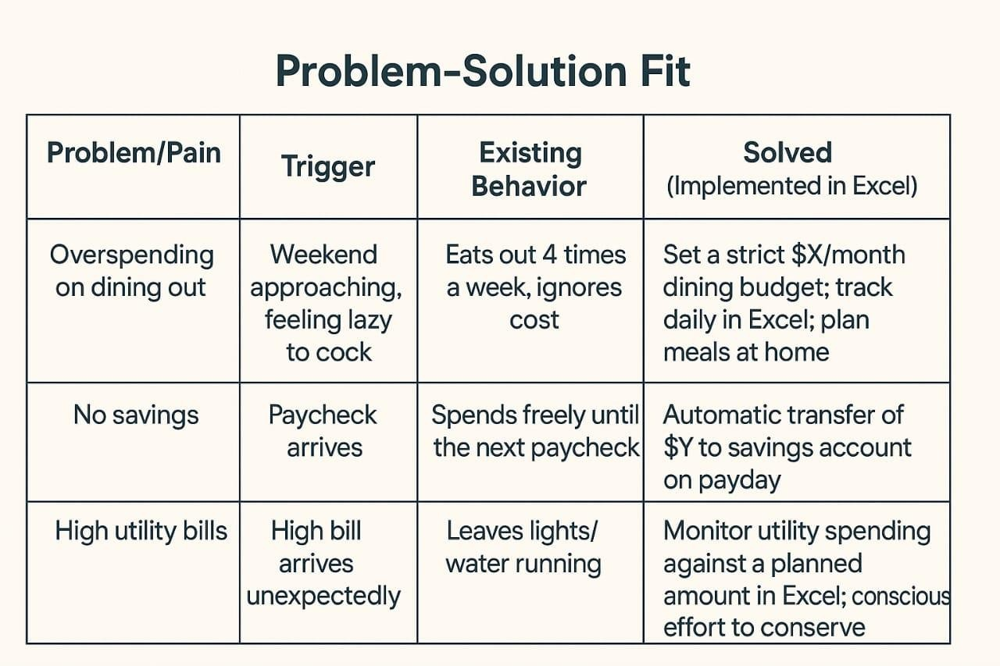 Problem-Solution Fit
Problem/Pain
Trigger
Existing
Behavior
Solved
(Implemented in Excel)
Overspending
on dining out
Weekend
approaching,
feeling lazy
to cock
Eats out 4 times
a week, ignores
cost
Set a strict $X/month
dining budget; track
daily in Excel; plan
meals at home
No savings
Paycheck
arrives
Spends freely until
the next paycheck
Automatic transfer of
$Y to savings account
on payday
High utility bills
High bill
arrives
unexpectedly
Leaves lights/
water running
Monitor utility spending
against a planned
amount in Excel; conscious
effort to conserve